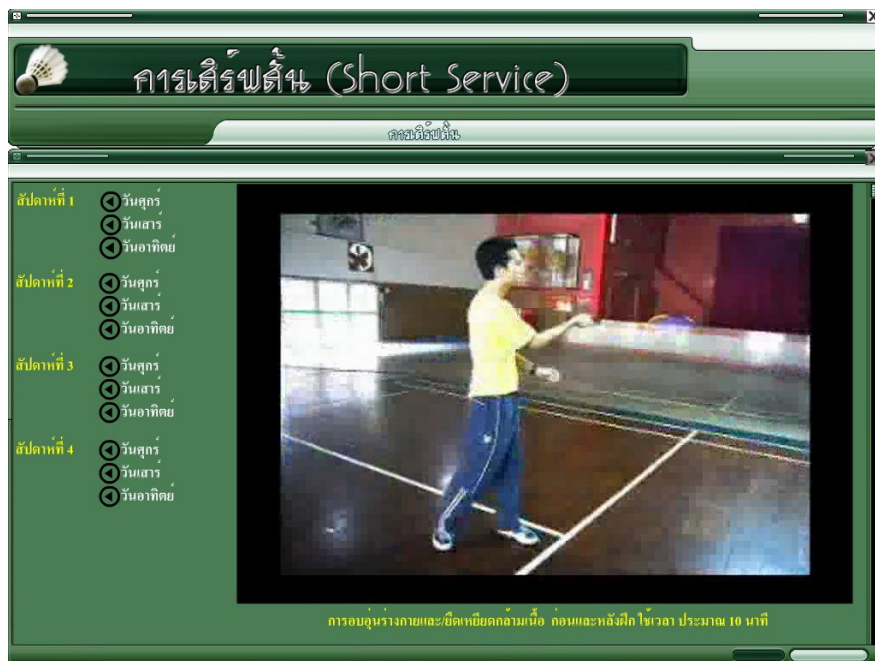 การเสิร์ฟสั้น (Short Service)
การเสิร์ฟสั้น
สัปดาห์ที่ 1
วันศุกร์
วันเสาร์
วันอาทิตย์
สัปดาห์ที่ 2
วันศุกร์
วันเสาร์
วันอาทิตย์
สัปดาห์ที่ 3
วันศุกร์
วันเสาร์
วันอาทิตย์
สัปดาห์ที่ 4
วันศุกร์
วันเสาร์
วันอาทิตย์
การอบอุ่นร่างกายและ/ยืดเหยียดกล้ามเนื้อ ก่อนและหลังฝึก ใช้เวลา ประมาณ 10 นาที